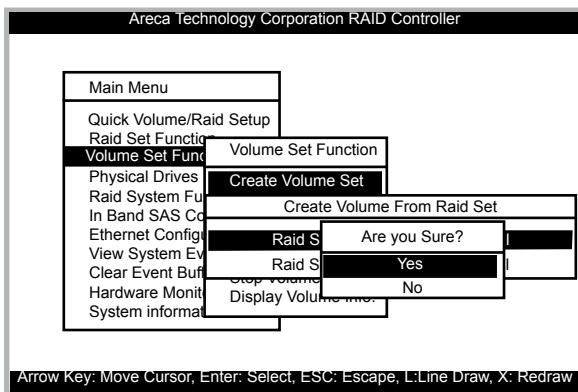 Areca Technology Corporation RAID Controller
Main Menu
Quick Volume/Raid Setup
Raid Set Function
Volume Set Func
Physical Drives
Raid System Fu
In Band SAS Co
Ethernet Configu
View System Ev
Clear Event Buff
Hardware Monit
System informat
Volume Set Function
Create Volume Set
Display Volume Info.
Create Volume From Raid Set
Raid S
Raid S
Are you Sure?
Yes
No
Arrow Key: Move Cursor, Enter: Select, ESC: Escape, L:Line Draw, X: Redraw